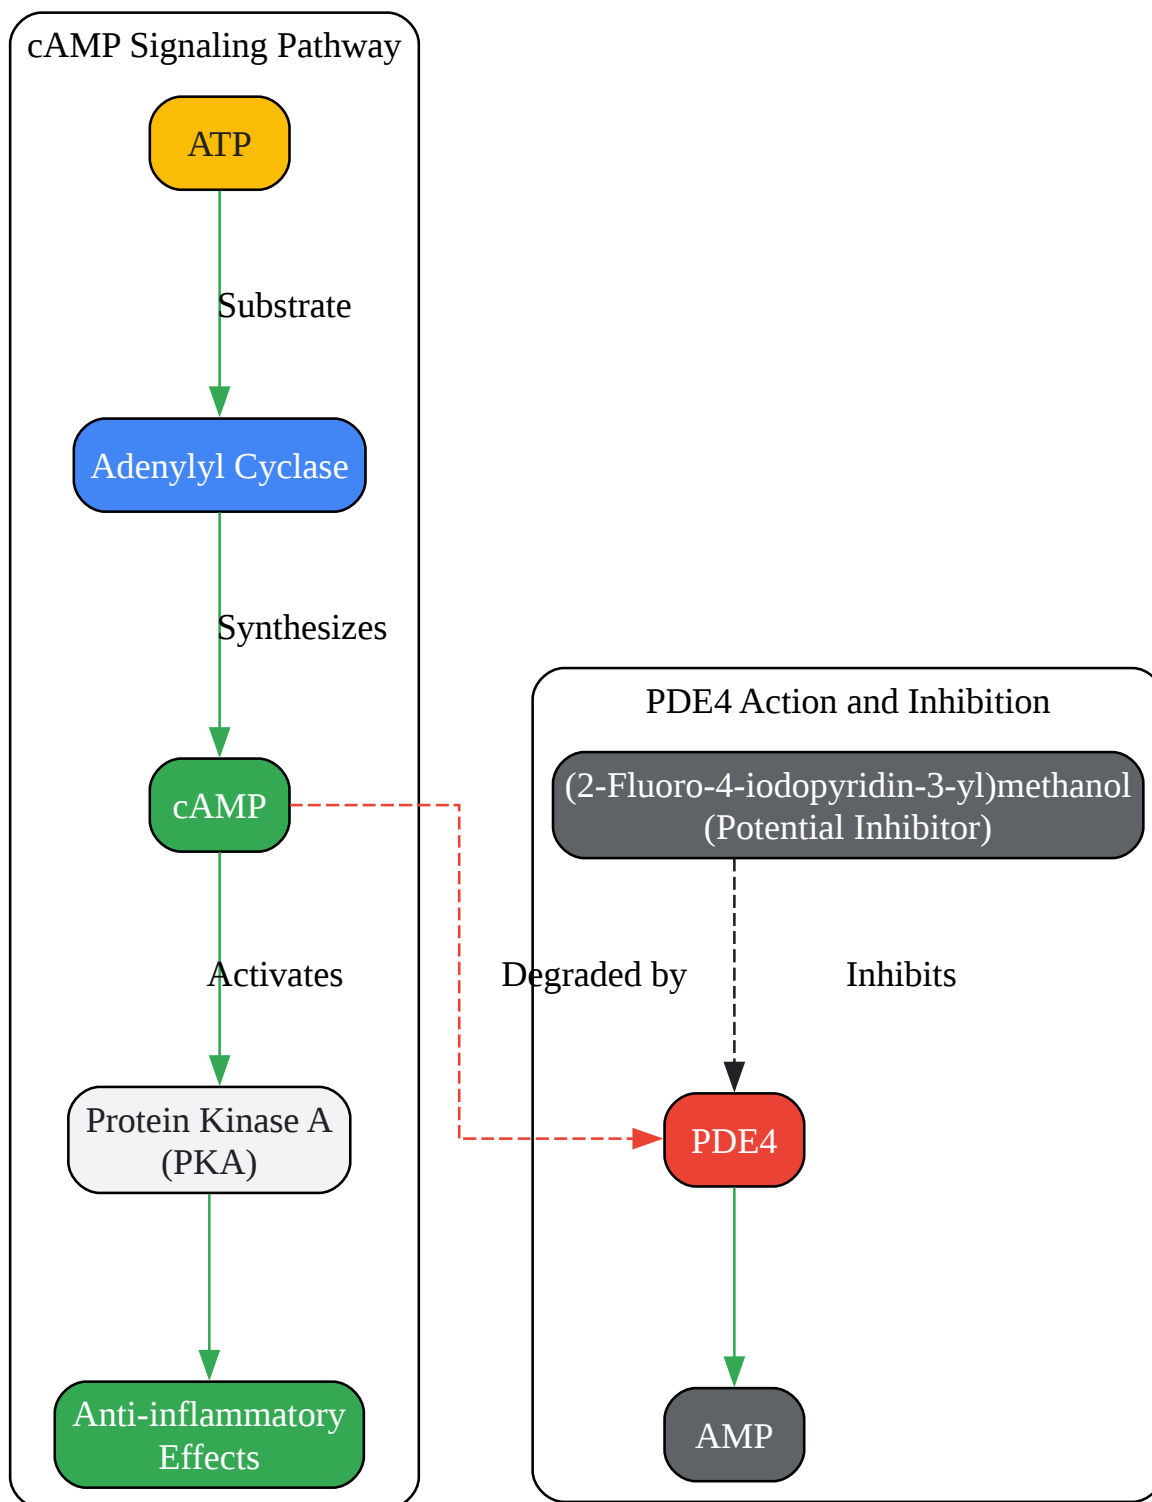 cAMP Signaling Pathway
ATP
Substrate
Adenylyl Cyclase
Synthesizes
cAMP
Activates
Protein Kinase A
(PKA)
Anti-inflammatory
Effects
PDE4 Action and Inhibition
(2-Fluoro-4-iodopyridin-3-yl)methanol
(Potential Inhibitor)
Degraded by
Inhibits
PDE4
AMP